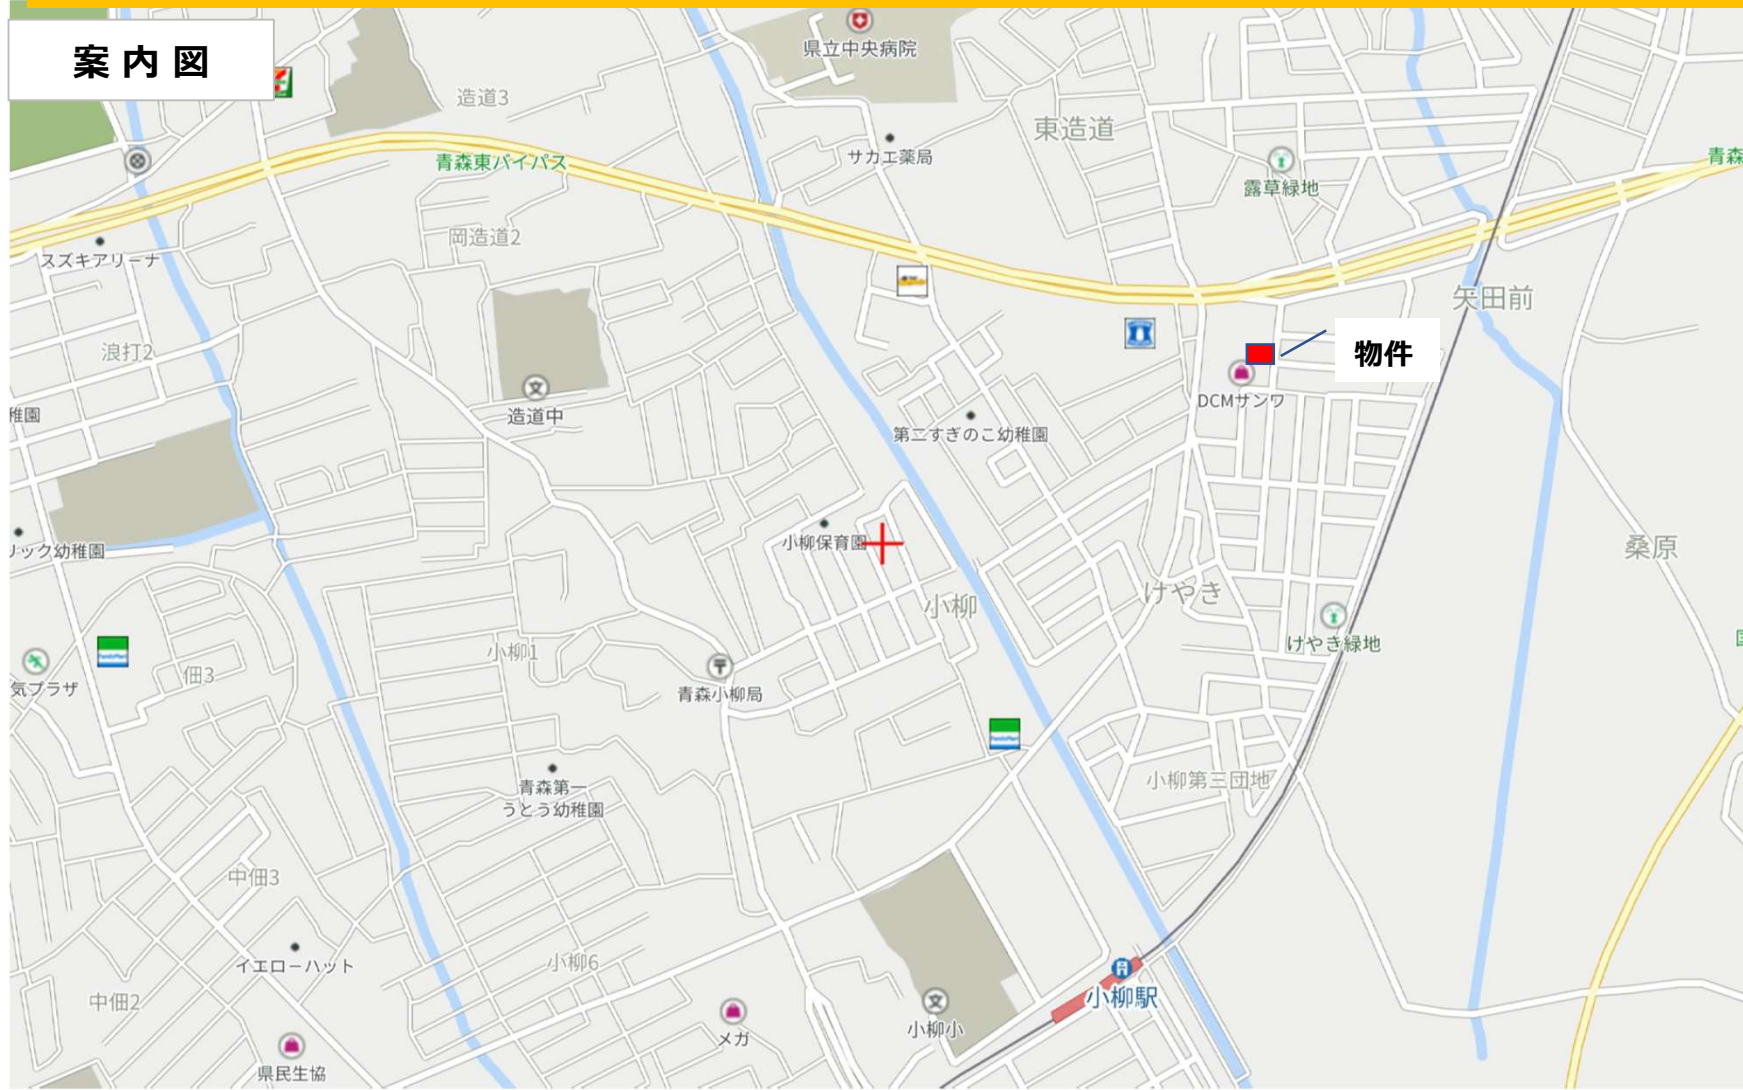 案内図
県立中央病院
造道3
東造道
サカエ薬局
青森東バイパス
青森
露草緑地
岡造道2
スズキアリーナ
矢田前
浪打2
物件
DCMサンワ
造道中
稚園
第二すぎのこ幼稚園
小柳保育園
リック幼稚園
桑原
けやき
小柳
けやき緑地
小柳1
佃3
気プラザ
青森小柳局
小柳第三団地
青森第一
うとう幼稚園
中佃3
イエローハット
小柳6
中佃2
小柳駅
小柳小
メガ
県民生協